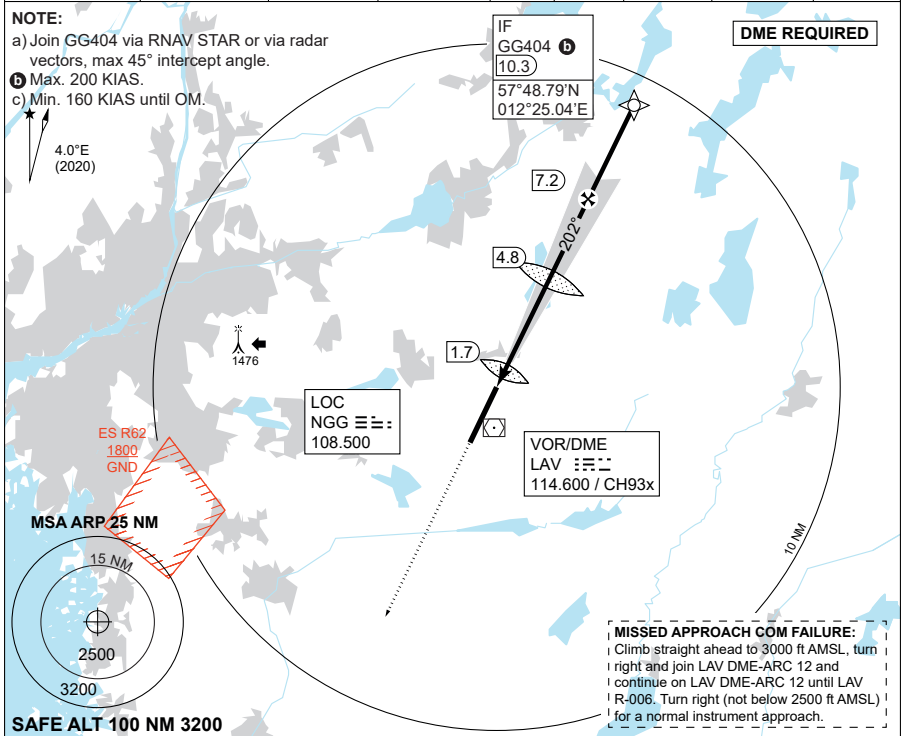 NOTE:
a) Join GG404 via RNAV STAR or via radar
vectors, max 45° intercept angle.
b Max. 200 KIAS.
c) Min. 160 KIAS until OM.
4.0°E
(2020)
IF
GG404 b
10.3
57°48.79'N
012°25.04'E
DME REQUIRED
7.2
202°
4.8
1.7
1476
LOC
NGG
108.500
VOR/DME
LAV
114.600 / CH93x
ES R62
1800
GND
10 NM
MSA ARP 25 NM
15 NM
2500
3200
SAFE ALT 100 NM 3200
MISSED APPROACH COM FAILURE:
Climb straight ahead to 3000 ft AMSL, turn
right and join LAV DME-ARC 12 and
continue on LAV DME-ARC 12 until LAV
R-006. Turn right (not below 2500 ft AMSL)
for a normal instrument approach.